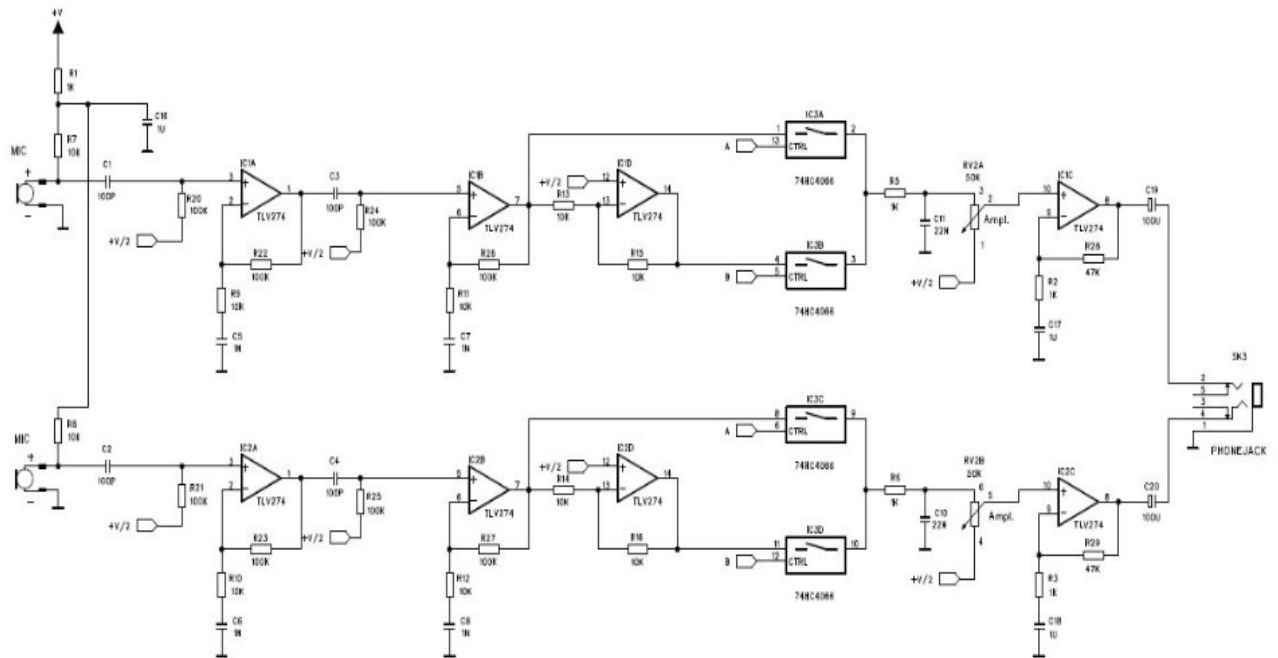 +V
R1
1K
C16
1U
R7
10K
MIC
+
-
C1
100P
R20
100K
+V/2
IC1A
3
2
1
TLV274
R22
100K
R9
10K
C5
1N
C3
100P
R24
100K
+V/2
IC1B
5
6
7
TLV274
R26
100K
R11
10K
C7
1N
R13
10K
+V/2
IC1D
12
13
14
TLV274
R15
10K
IC3A
1
2
A
13
CTRL
74HC4066
IC3B
4
3
B
5
CTRL
74HC4066
R5
1K
C11
22N
RV2A
50K
3
2
Ampl.
1
+V/2
IC1C
10
9
8
TLV274
R28
47K
R2
1K
C17
1U
C19
100U
SK3
2
5
3
4
1
PHONEJACK
R8
10K
MIC
+
-
C2
100P
R21
100K
+V/2
IC2A
3
2
1
TLV274
R23
100K
R10
10K
C6
1N
C4
100P
R25
100K
+V/2
IC2B
5
6
7
TLV274
R27
100K
R12
10K
C8
1N
R14
10K
+V/2
IC2D
12
13
14
TLV274
R16
10K
IC3C
8
9
A
6
CTRL
74HC4066
IC3D
11
10
B
12
CTRL
74HC4066
R6
1K
C10
22N
RV2B
50K
6
5
Ampl.
4
+V/2
IC2C
10
9
8
TLV274
R29
47K
R3
1K
C18
1U
C20
100U